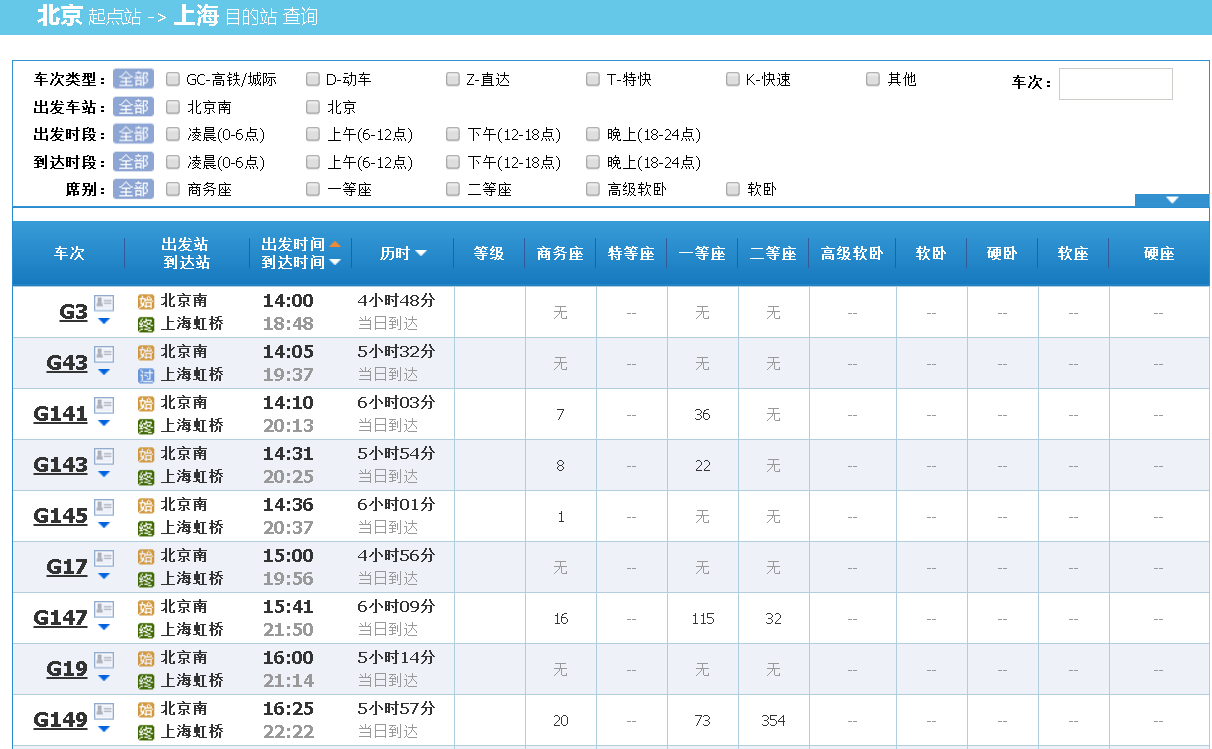 北京 起点站 -> 上海 目的站 查询
车次类型： 全部 GC-高铁/城际 D-动车 Z-直达 T-特快 K-快速 其他 车次：
出发车站： 全部 北京南 北京
出发时段： 全部 凌晨(0-6点) 上午(6-12点) 下午(12-18点) 晚上(18-24点)
到达时段： 全部 凌晨(0-6点) 上午(6-12点) 下午(12-18点) 晚上(18-24点)
席别： 全部 商务座 一等座 二等座 高级软卧 软卧
车次 出发站 出发时间 历时 等级 商务座 特等座 一等座 二等座 高级软卧 软卧 硬卧 软座 硬座
到达站 到达时间
G3 始 北京南 14:00 4小时48分 无 -- 无 无 -- -- -- -- --
终 上海虹桥 18:48 当日到达
G43 始 北京南 14:05 5小时32分 无 -- 无 无 -- -- -- -- --
过 上海虹桥 19:37 当日到达
G141 始 北京南 14:10 6小时03分 7 -- 36 无 -- -- -- -- --
终 上海虹桥 20:13 当日到达
G143 始 北京南 14:31 5小时54分 8 -- 22 无 -- -- -- -- --
终 上海虹桥 20:25 当日到达
G145 始 北京南 14:36 6小时01分 1 -- 无 无 -- -- -- -- --
终 上海虹桥 20:37 当日到达
G17 始 北京南 15:00 4小时56分 无 -- 无 无 -- -- -- -- --
终 上海虹桥 19:56 当日到达
G147 始 北京南 15:41 6小时09分 16 -- 115 32 -- -- -- -- --
终 上海虹桥 21:50 当日到达
G19 始 北京南 16:00 5小时14分 无 -- 无 无 -- -- -- -- --
终 上海虹桥 21:14 当日到达
G149 始 北京南 16:25 5小时57分 20 -- 73 354 -- -- -- -- --
终 上海虹桥 22:22 当日到达